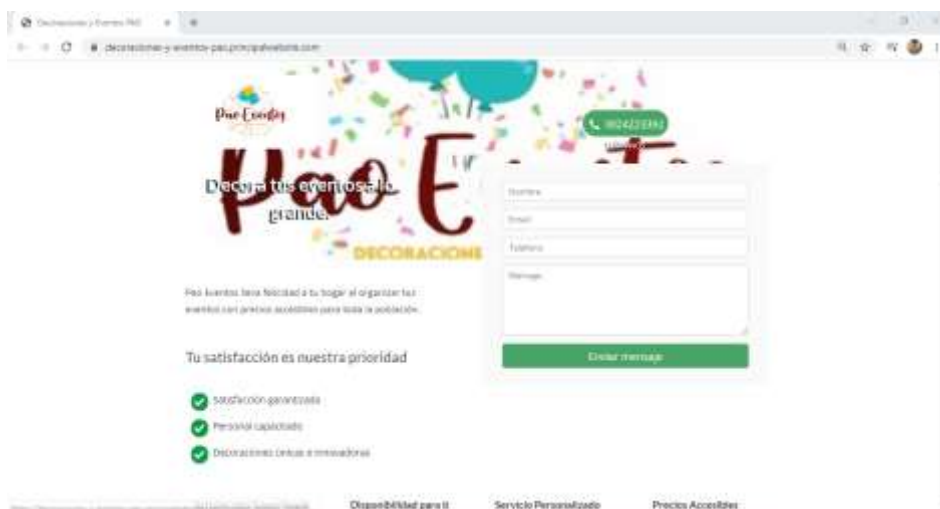 Decoraciones y Eventos PAO
decoraciones-y-eventos-pao.principalwebsite.com
Pao Eventos
Pao E
Decora tus eventos a lo
grande.
DECORACIONE
Nombre
Email
Teléfono
Mensaje
Enviar mensaje
Pao Eventos lleva felicidad a tu hogar al organizar tus
eventos con precios accesibles para toda la población.
Tu satisfacción es nuestra prioridad
Satisfacción garantizada
Personal capacitado
Decoraciones únicas e innovadoras
Disponibilidad para ti
Servicio Personalizado
Precios Accesibles